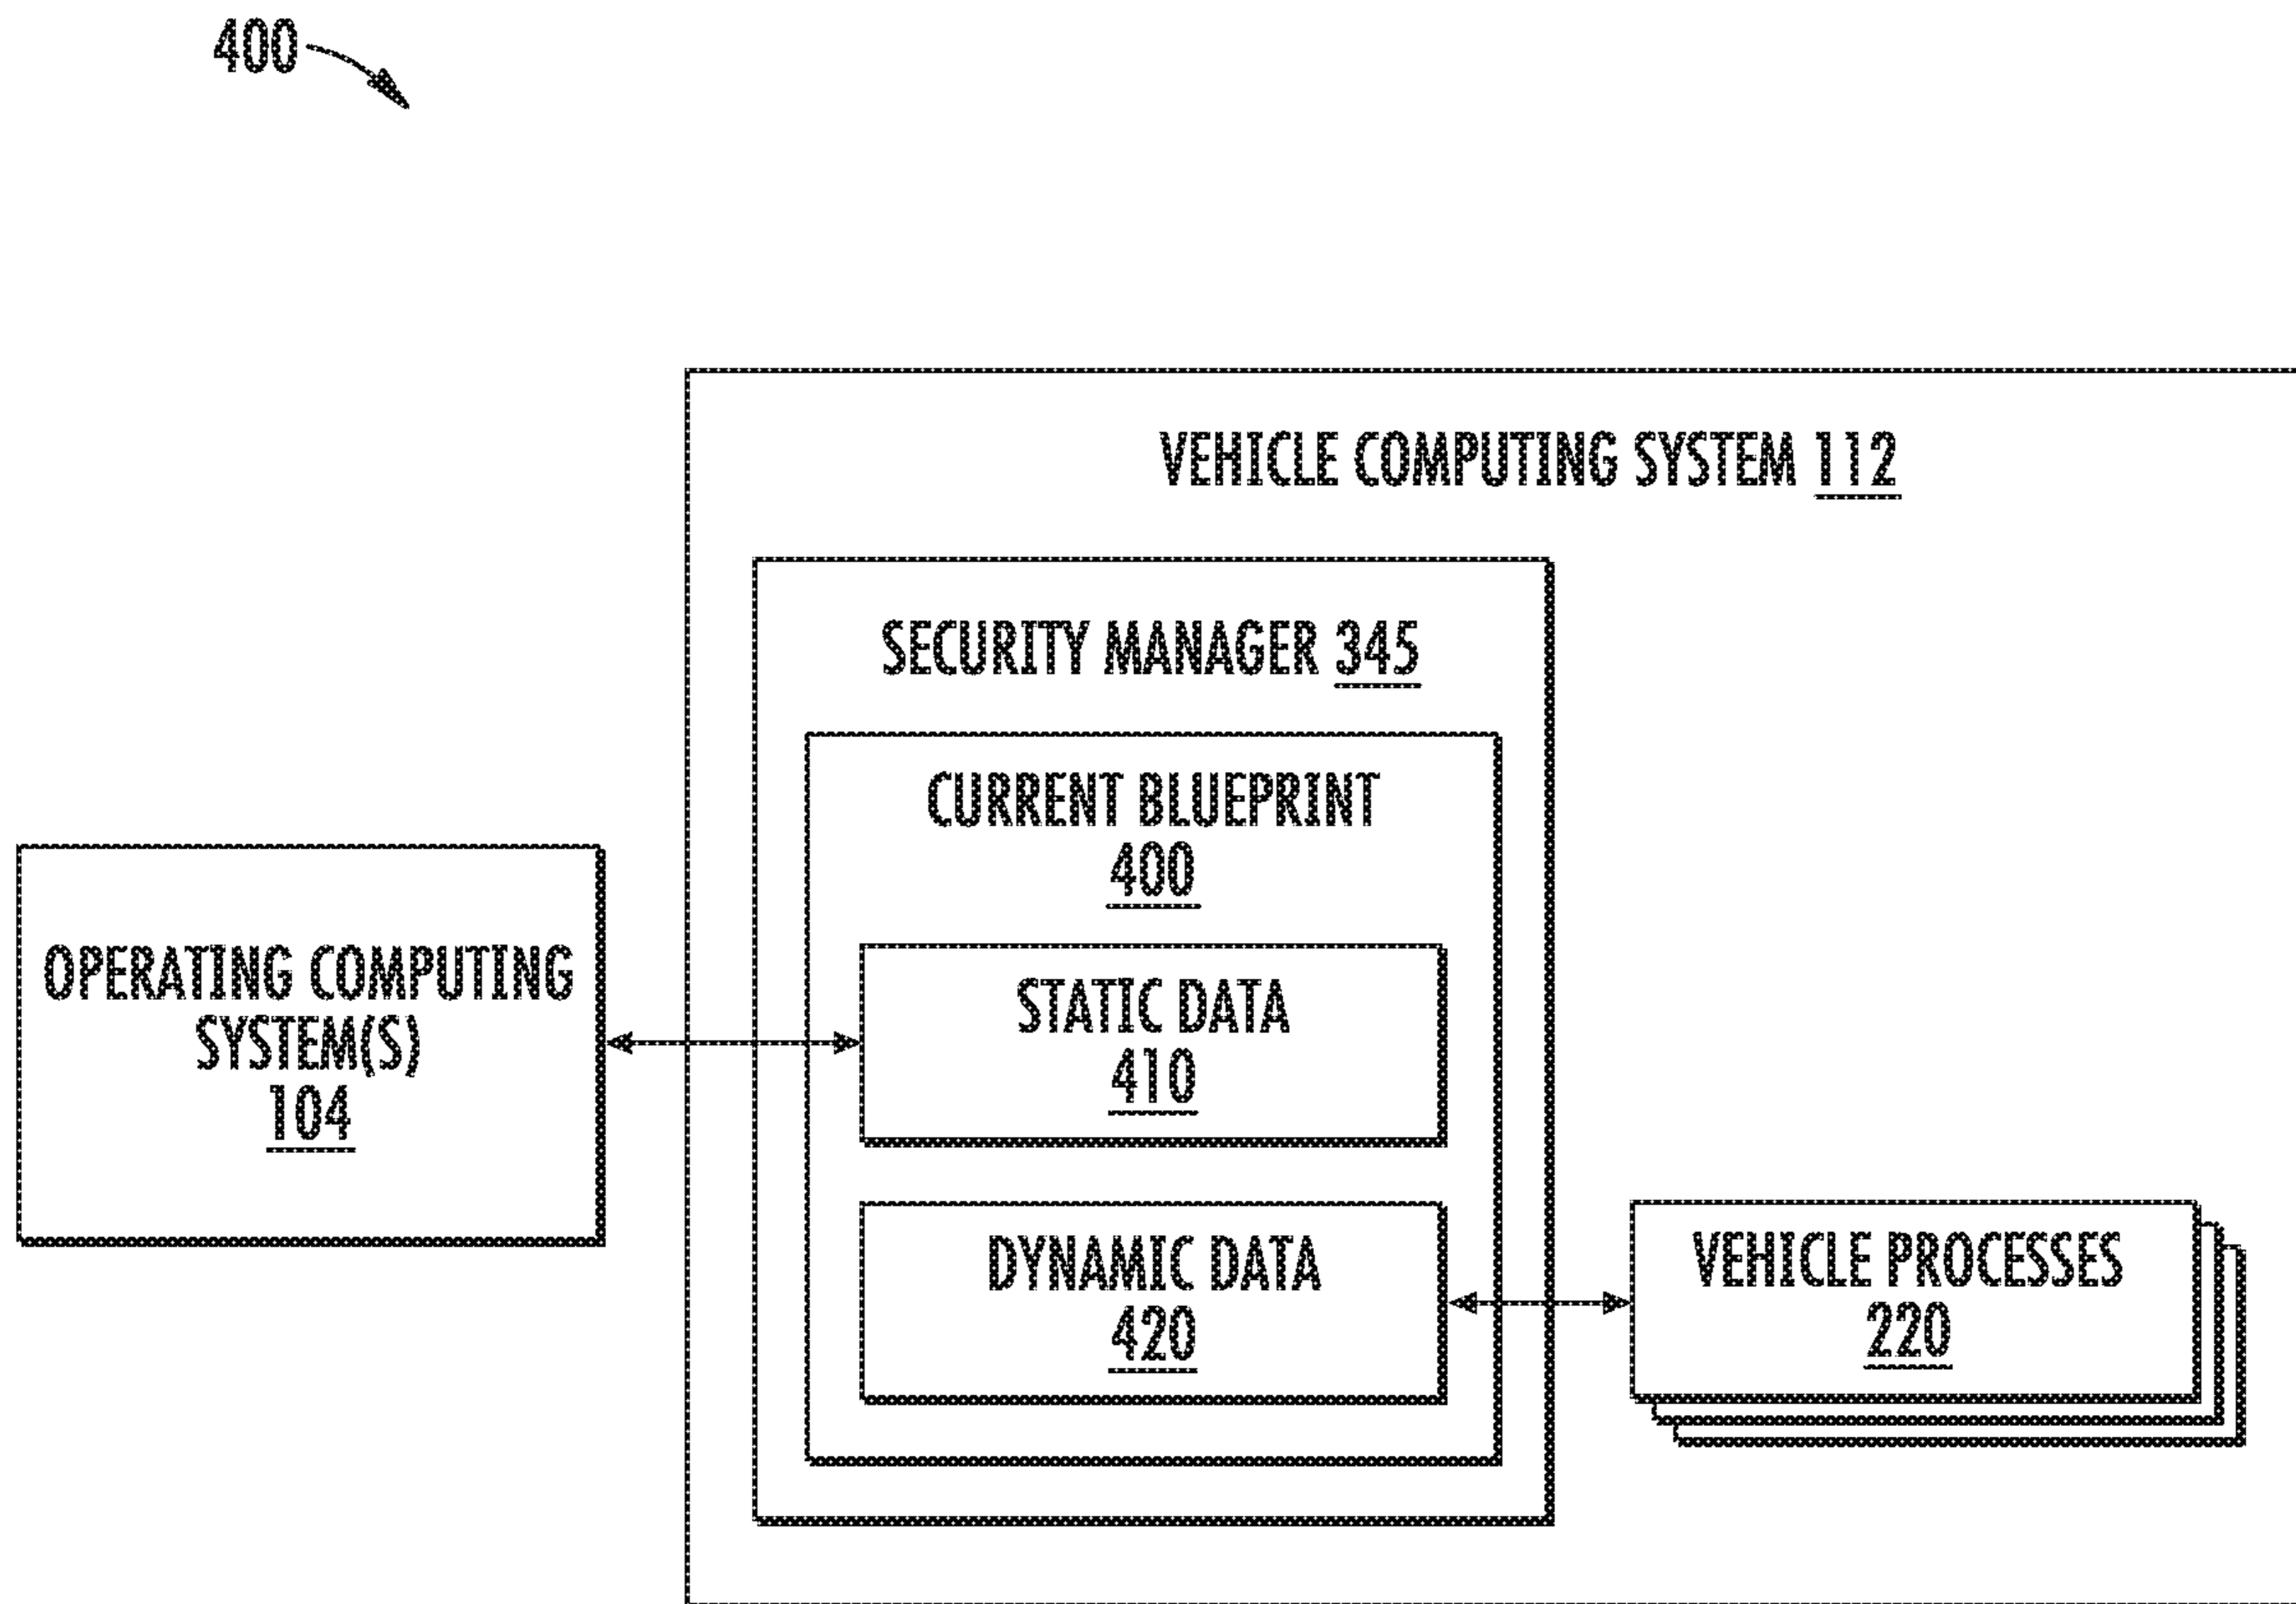 400
VEHICLE COMPUTING SYSTEM 112
SECURITY MANAGER 345
CURRENT BLUEPRINT
400
OPERATING COMPUTING
SYSTEM(S)
104
STATIC DATA
410
DYNAMIC DATA
420
VEHICLE PROCESSES
220